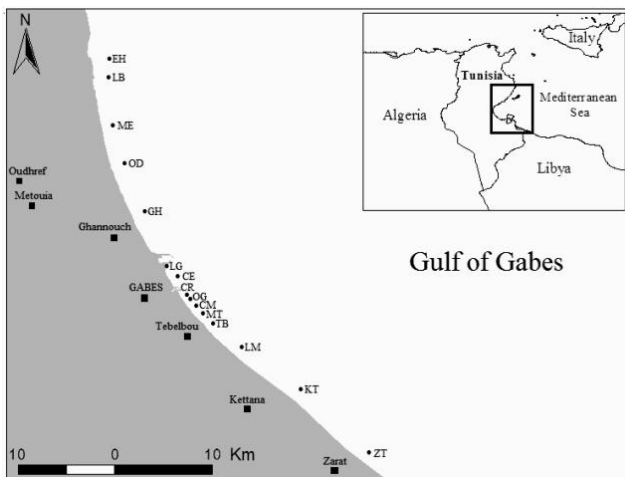 N
EH
LB
ME
OD
Oudhref
Metouia
GH
Ghannouch
LG
CE
CR
OG
GABES
CM
MT
TB
Tebelbou
LM
KT
Kettana
ZT
Zarat
10 0 10 Km
Gulf of Gabes
Italy
Tunisia
Algeria
Mediterranean
Sea
Libya